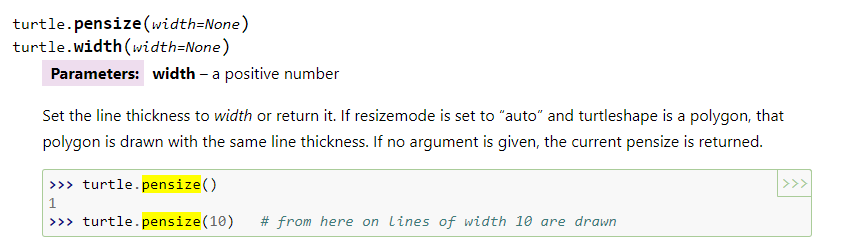 turtle.pensize(width=None)
turtle.width(width=None)
Parameters: width – a positive number
Set the line thickness to width or return it. If resizemode is set to “auto” and turtleshape is a polygon, that
polygon is drawn with the same line thickness. If no argument is given, the current pensize is returned.
>>> turtle.pensize() >>>
1
>>> turtle.pensize(10) # from here on lines of width 10 are drawn